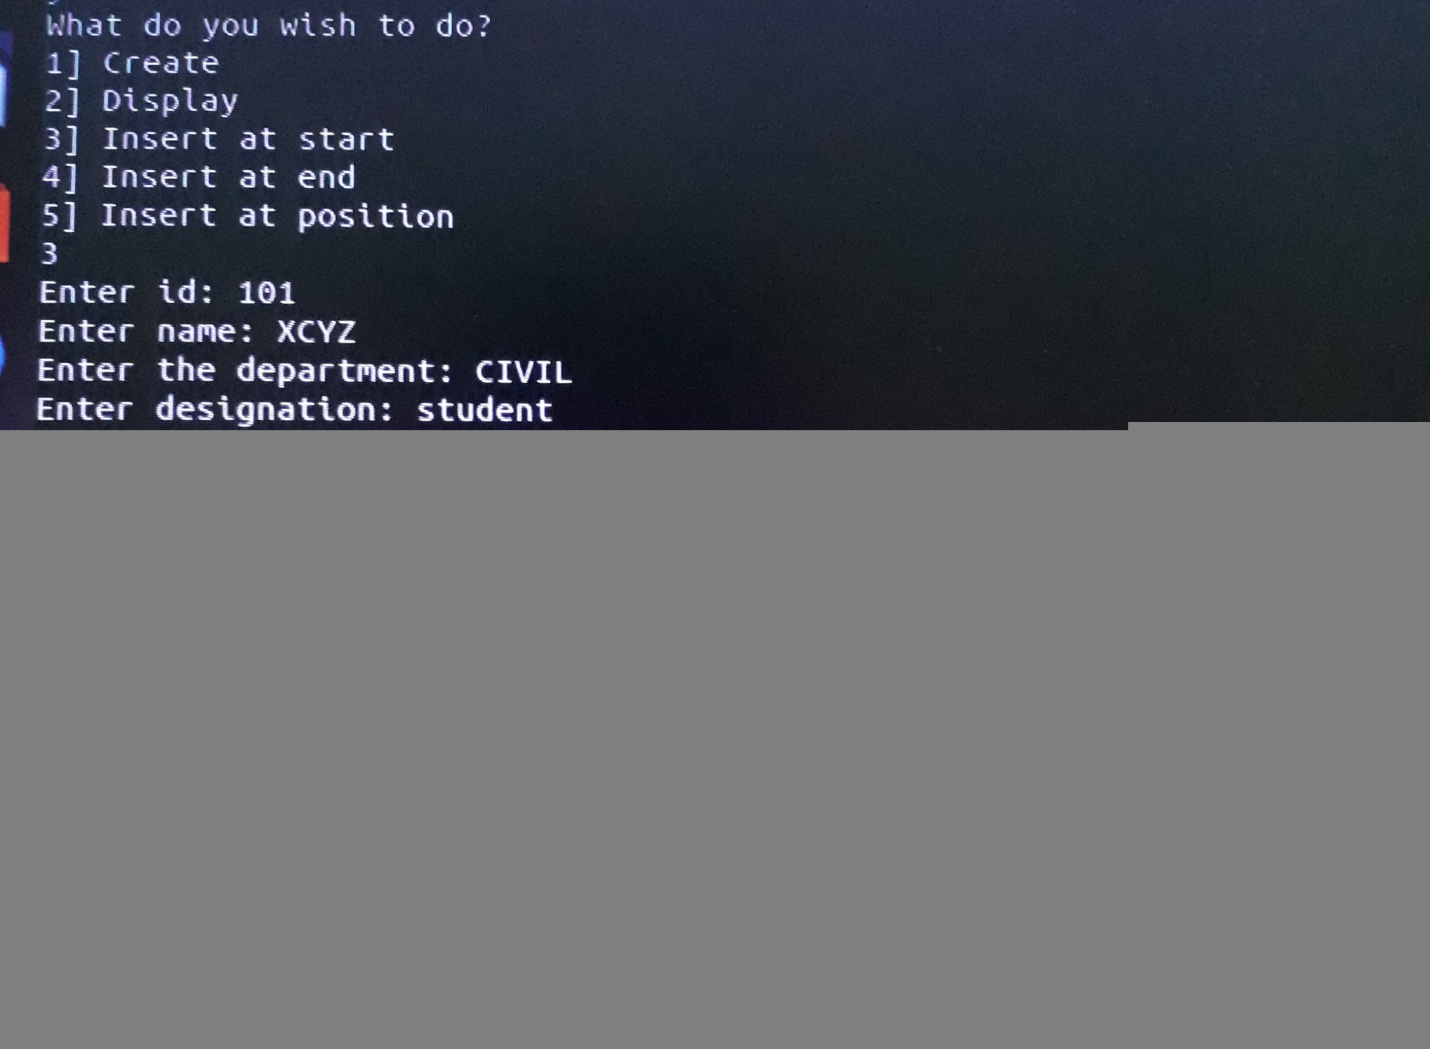 What do you wish to do?
1] Create
2] Display
3] Insert at start
4] Insert at end
5] Insert at position
3
Enter id: 101
Enter name: XCYZ
Enter the department: CIVIL
Enter designation: student